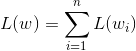 L(w) = \sum_{i=1}^{n} L(w_i)